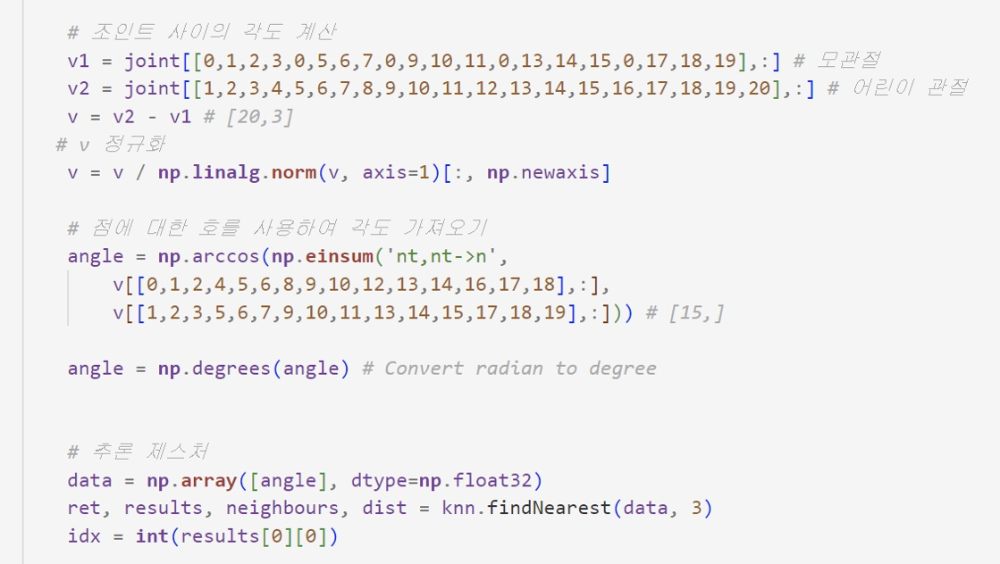 # 조인트 사이의 각도 계산
v1 = joint[[0,1,2,3,0,5,6,7,0,9,10,11,0,13,14,15,0,17,18,19],:] # 모관절
v2 = joint[[1,2,3,4,5,6,7,8,9,10,11,12,13,14,15,16,17,18,19,20],:] # 어린이 관절
v = v2 - v1 # [20,3]
# v 정규화
v = v / np.linalg.norm(v, axis=1)[:, np.newaxis]
# 점에 대한 호를 사용하여 각도 가져오기
angle = np.arccos(np.einsum('nt,nt->n',
v[[0,1,2,4,5,6,8,9,10,12,13,14,16,17,18],:],
v[[1,2,3,5,6,7,9,10,11,13,14,15,17,18,19],:])) # [15,]
angle = np.degrees(angle) # Convert radian to degree
# 추론 제스처
data = np.array([angle], dtype=np.float32)
ret, results, neighbours, dist = knn.findNearest(data, 3)
idx = int(results[0][0])